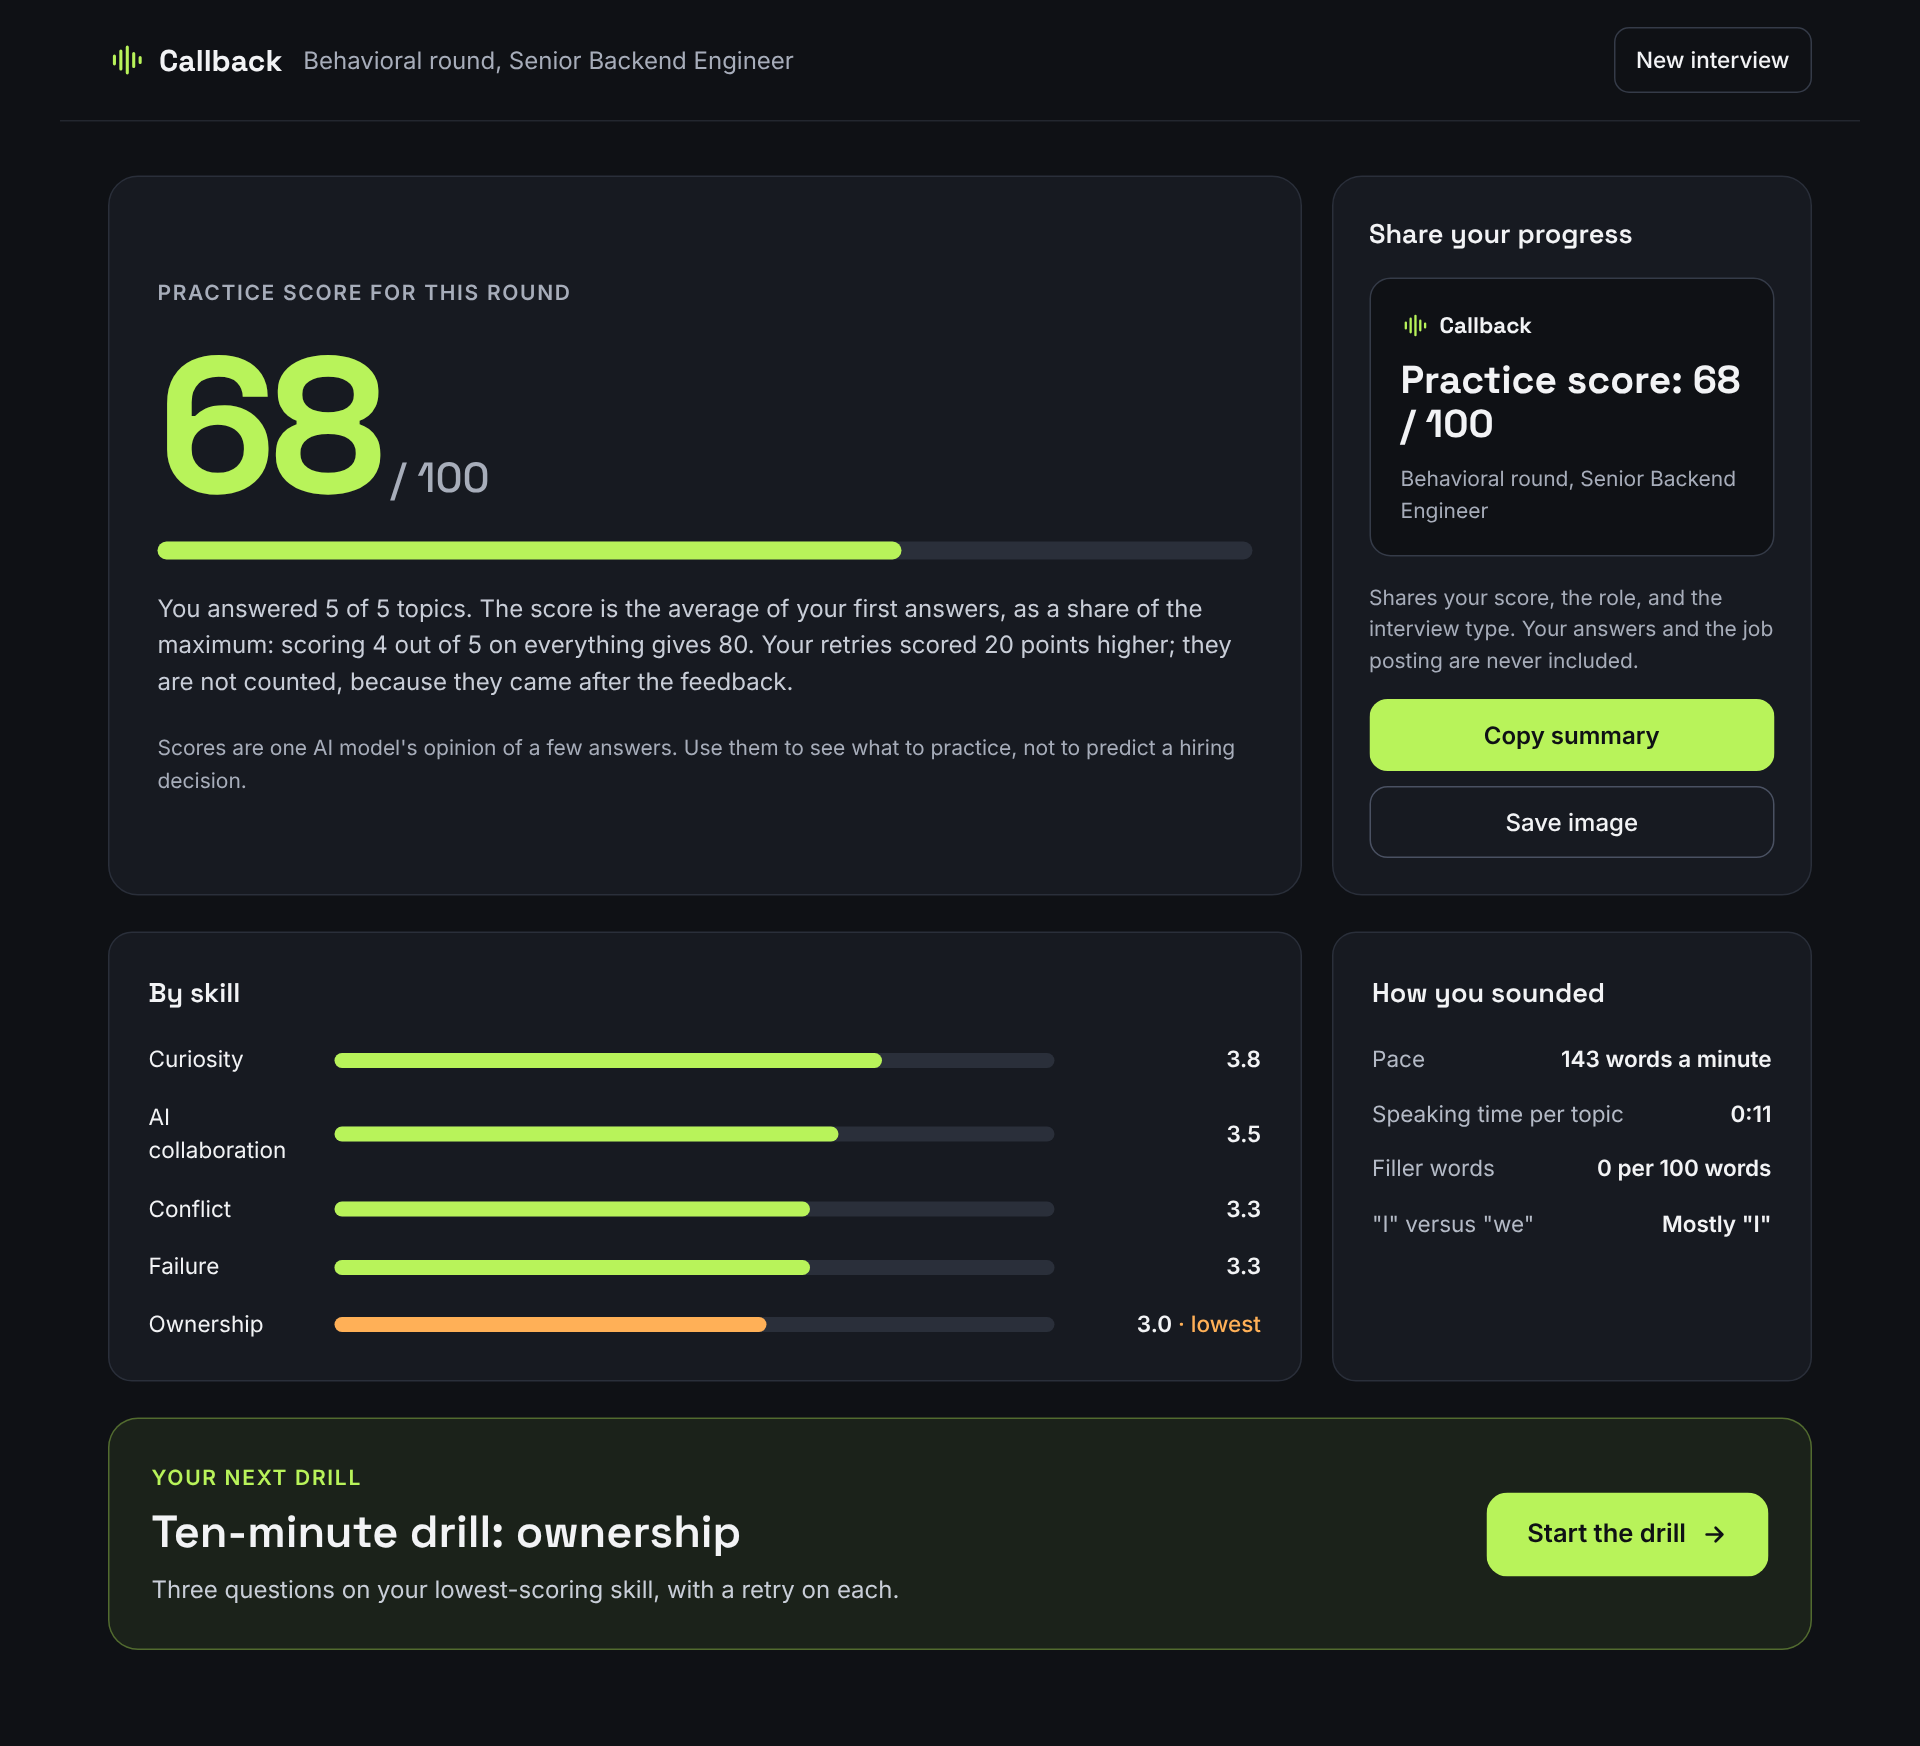 Callback
Behavioral round, Senior Backend Engineer
New interview
PRACTICE SCORE FOR THIS ROUND
68 / 100
You answered 5 of 5 topics. The score is the average of your first answers, as a share of the
maximum: scoring 4 out of 5 on everything gives 80. Your retries scored 20 points higher; they
are not counted, because they came after the feedback.
Scores are one AI model's opinion of a few answers. Use them to see what to practice, not to predict a hiring
decision.
Share your progress
Callback
Practice score: 68
/ 100
Behavioral round, Senior Backend
Engineer
Shares your score, the role, and the
interview type. Your answers and the job
posting are never included.
Copy summary
Save image
By skill
Curiosity 3.8
AI
collaboration 3.5
Conflict 3.3
Failure 3.3
Ownership 3.0 · lowest
How you sounded
Pace 143 words a minute
Speaking time per topic 0:11
Filler words 0 per 100 words
"I" versus "we" Mostly "I"
YOUR NEXT DRILL
Ten-minute drill: ownership
Three questions on your lowest-scoring skill, with a retry on each.
Start the drill →